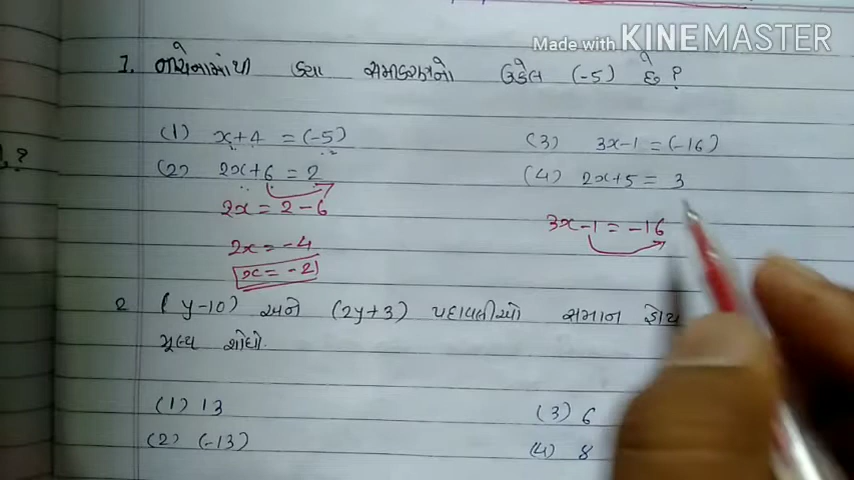 Made with KINEMASTER
1. નીચેનામાંથી કયા સમીકરણનો ઉકેલ (-5) છે?
(1) x+4 = (-5)
(2) 2x+6 = 2
2x = 2 - 6
2x = -4
x = -2
(3) 3x-1 = (-16)
(4) 2x+5 = 3
3x - 1 = -16
2 (y-10) અને (2y+3) પદાવલીઓ સમાન હોય
મૂલ્ય શોધો.
(1) 13
(2) (-13)
(3) 6
(4) 8